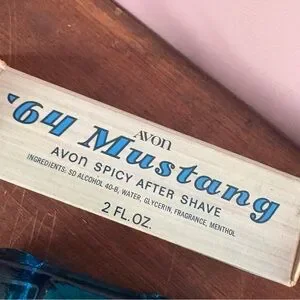 AVON
'64 Mustang
AVON SPICY AFTER SHAVE
INGREDIENTS: SD ALCOHOL 40-B, WATER, GLYCERIN, FRAGRANCE, MENTHOL
2 FL. OZ.